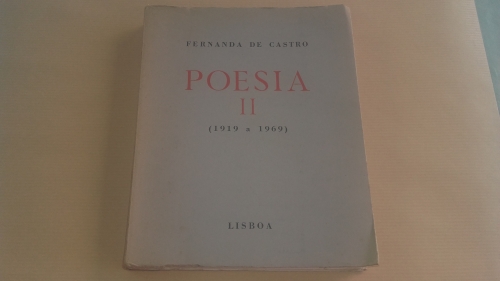 FERNANDA DE CASTRO
POESIA
II
(1919 a 1969)
LISBOA